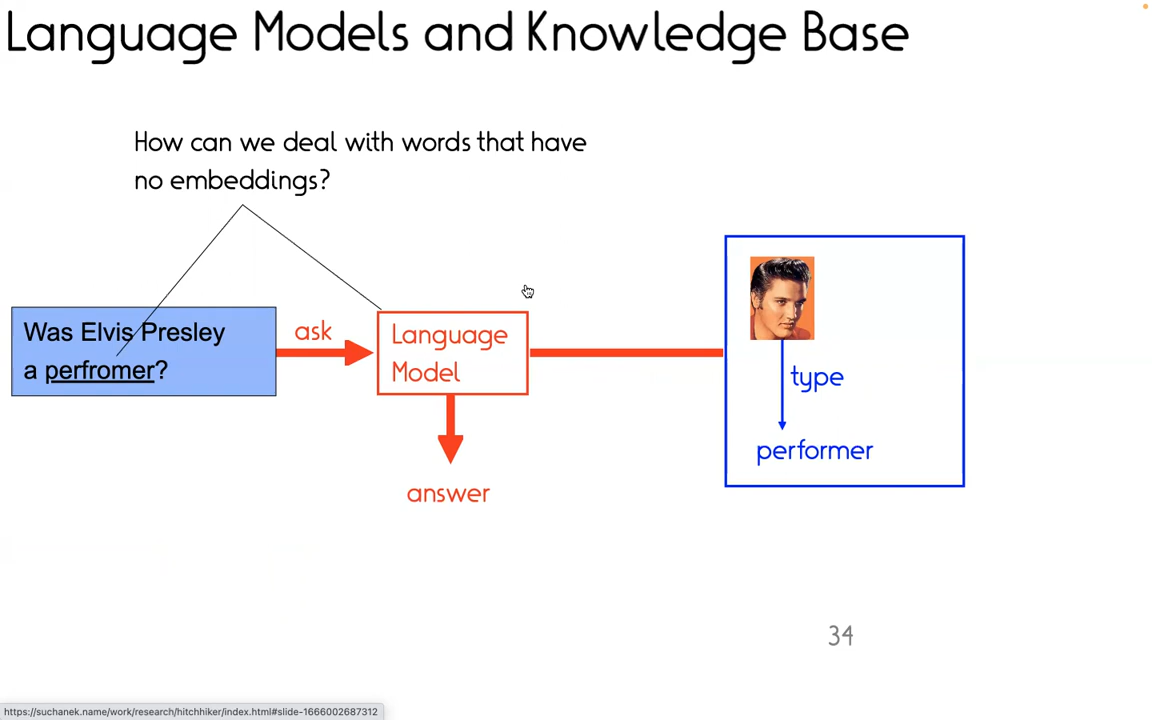 Language Models and Knowledge Base
How can we deal with words that have
no embeddings?
Was Elvis Presley
a perfromer?
ask
Language
Model
answer
type
performer
34
https://suchanek.name/work/research/hitchhiker/index.html#slide-1666002687312